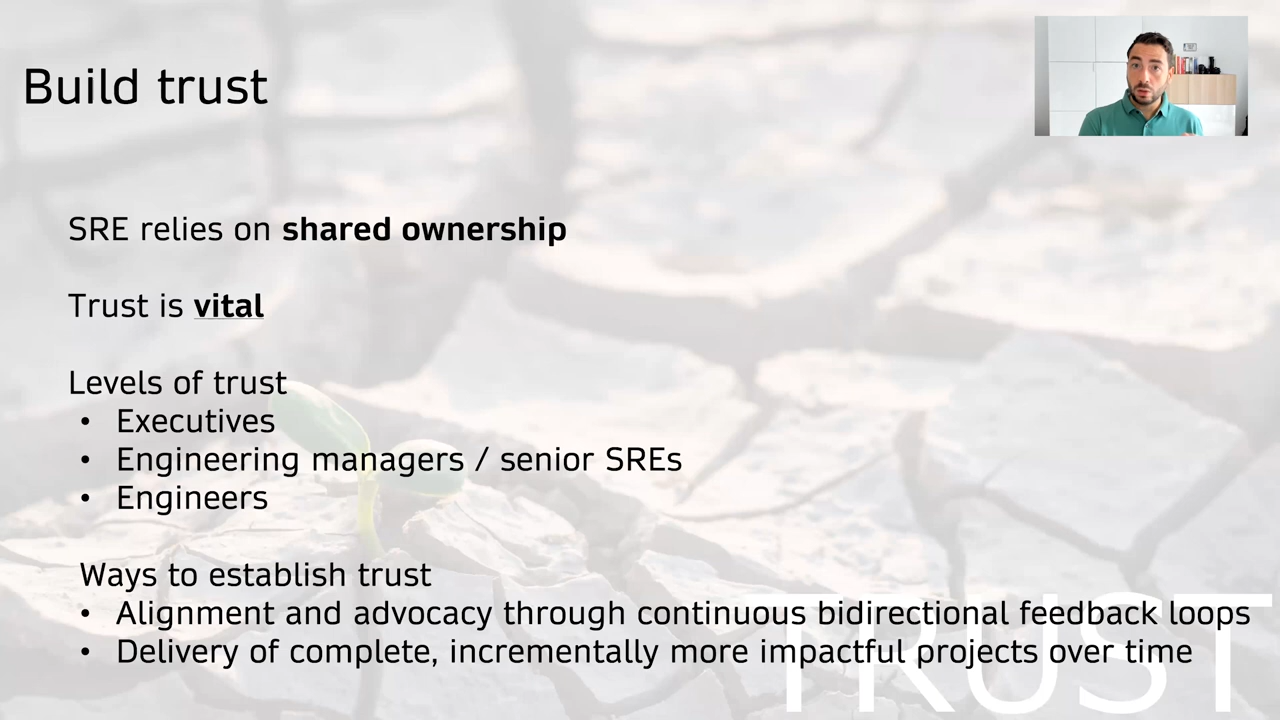 Build trust
SRE relies on shared ownership
Trust is vital
Levels of trust
• Executives
• Engineering managers / senior SREs
• Engineers
Ways to establish trust
• Alignment and advocacy through continuous bidirectional feedback loops
• Delivery of complete, incrementally more impactful projects over time
TRUST